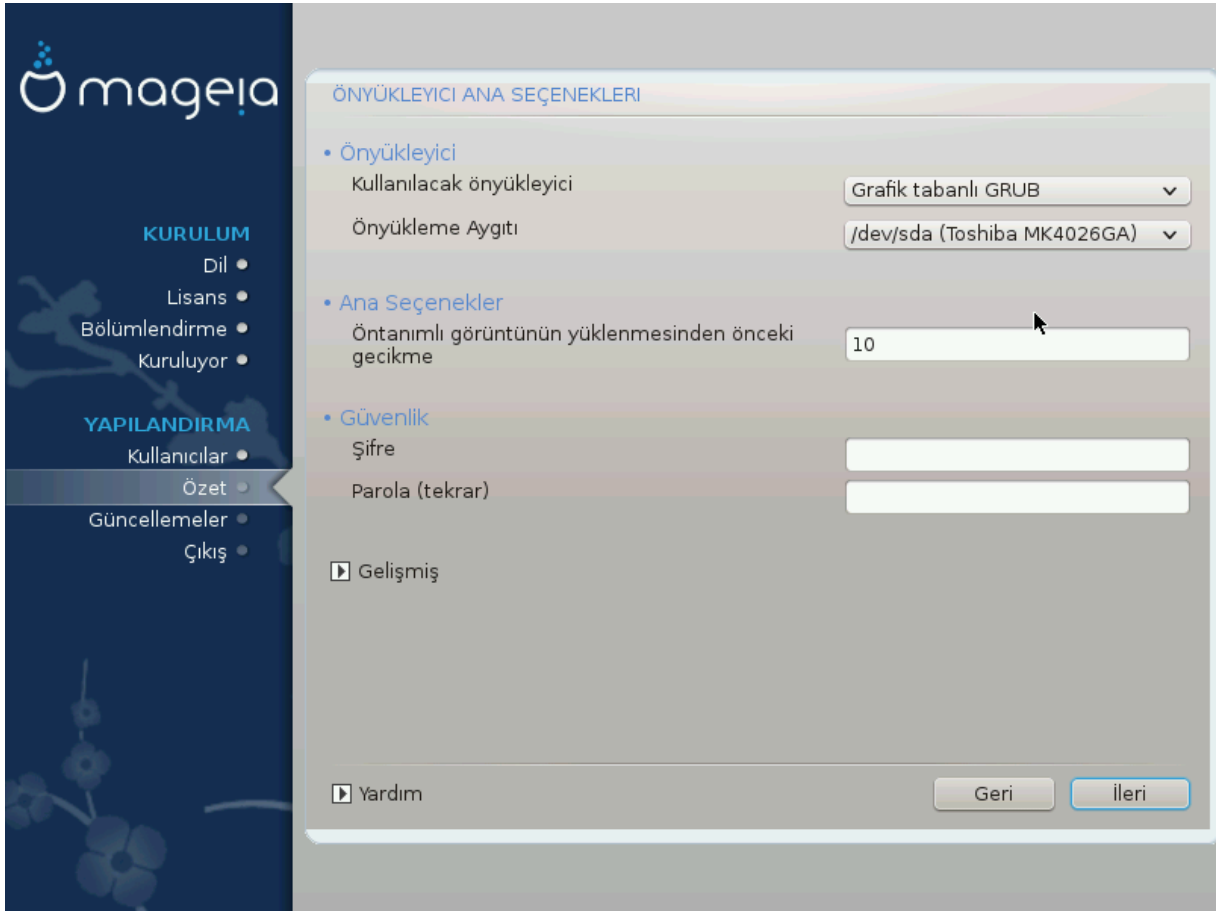 mageia
KURULUM
Dil
Lisans
Bölümlendirme
Kuruluyor
YAPILANDIRMA
Kullanıcılar
Özet
Güncellemeler
Çıkış
ÖNYÜKLEYICI ANA SEÇENEKLERI
Önyükleyici
Kullanılacak önyükleyici
Grafik tabanlı GRUB
Önyükleme Aygıtı
/dev/sda (Toshiba MK4026GA)
Ana Seçenekler
Öntanımlı görüntünün yüklenmesinden önceki
gecikme
10
Güvenlik
Şifre
Parola (tekrar)
Gelişmiş
Yardım
Geri
İleri